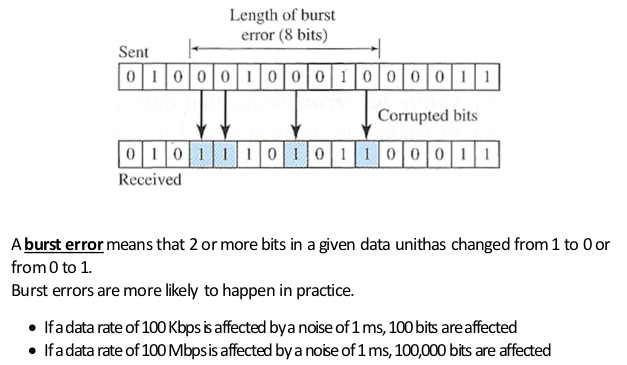 Length of burst
error (8 bits)
Sent
0 1 0 0 0 1 0 0 0 1 0 0 0 0 1 1
Corrupted bits
0 1 0 1 1 1 0 1 0 1 1 0 0 0 1 1
Received
A burst error means that 2 or more bits in a given data unithas changed from 1 to 0 or
from 0 to 1.
Burst errors are more likely to happen in practice.
• If a data rate of 100 Kbps is affected by a noise of 1 ms, 100 bits are affected
• If a data rate of 100 Mbps is affected by a noise of 1 ms, 100,000 bits are affected